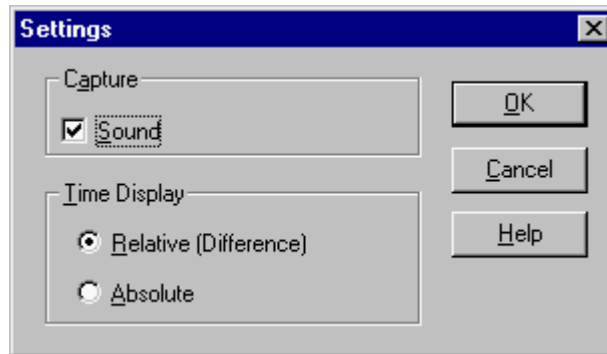 Settings
Capture
Sound
Time Display
Relative (Difference)
Absolute
OK
Cancel
Help